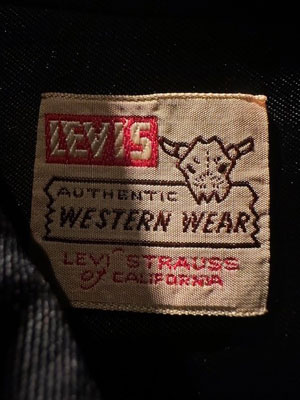 LEVI'S
AUTHENTIC
WESTERN WEAR
LEVI STRAUSS
of CALIFORNIA